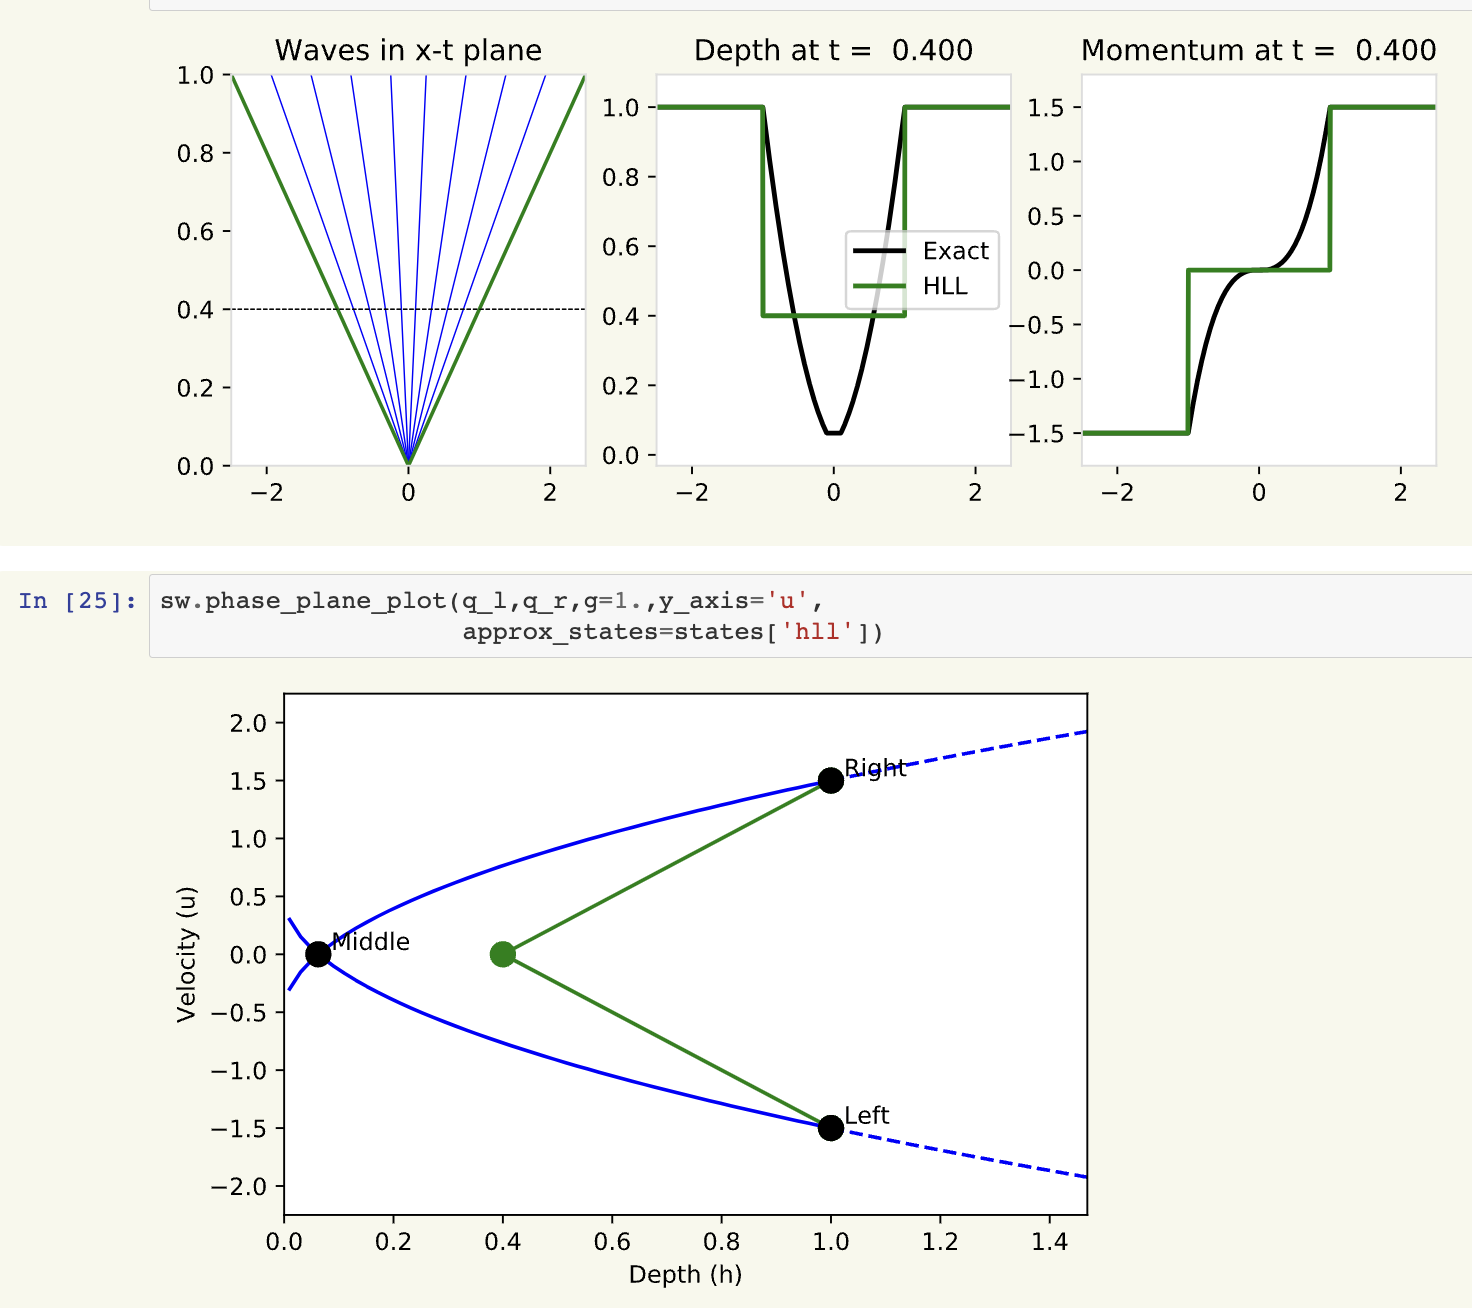 Waves in x-t plane
1.0
0.8
0.6
0.4
0.2
0.0
−2 0 2
Depth at t =  0.400
1.0
0.8
0.6
0.4
0.2
0.0
−2 0 2
Exact
HLL
Momentum at t =  0.400
1.5
1.0
0.5
0.0
−0.5
−1.0
−1.5
−2 0 2
In [25]: sw.phase_plane_plot(q_l,q_r,g=1.,y_axis='u',
approx_states=states['hll'])
2.0
1.5
1.0
0.5
0.0
−0.5
−1.0
−1.5
−2.0
Velocity (u)
Right
Middle
Left
0.0 0.2 0.4 0.6 0.8 1.0 1.2 1.4
Depth (h)